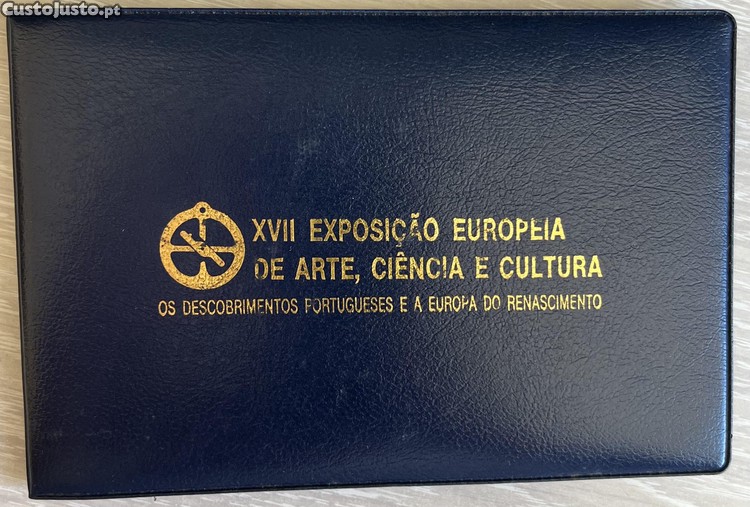 CustoJusto.pt
XVII EXPOSIÇÃO EUROPEIA
DE ARTE, CIÊNCIA E CULTURA
OS DESCOBRIMENTOS PORTUGUESES E A EUROPA DO RENASCIMENTO